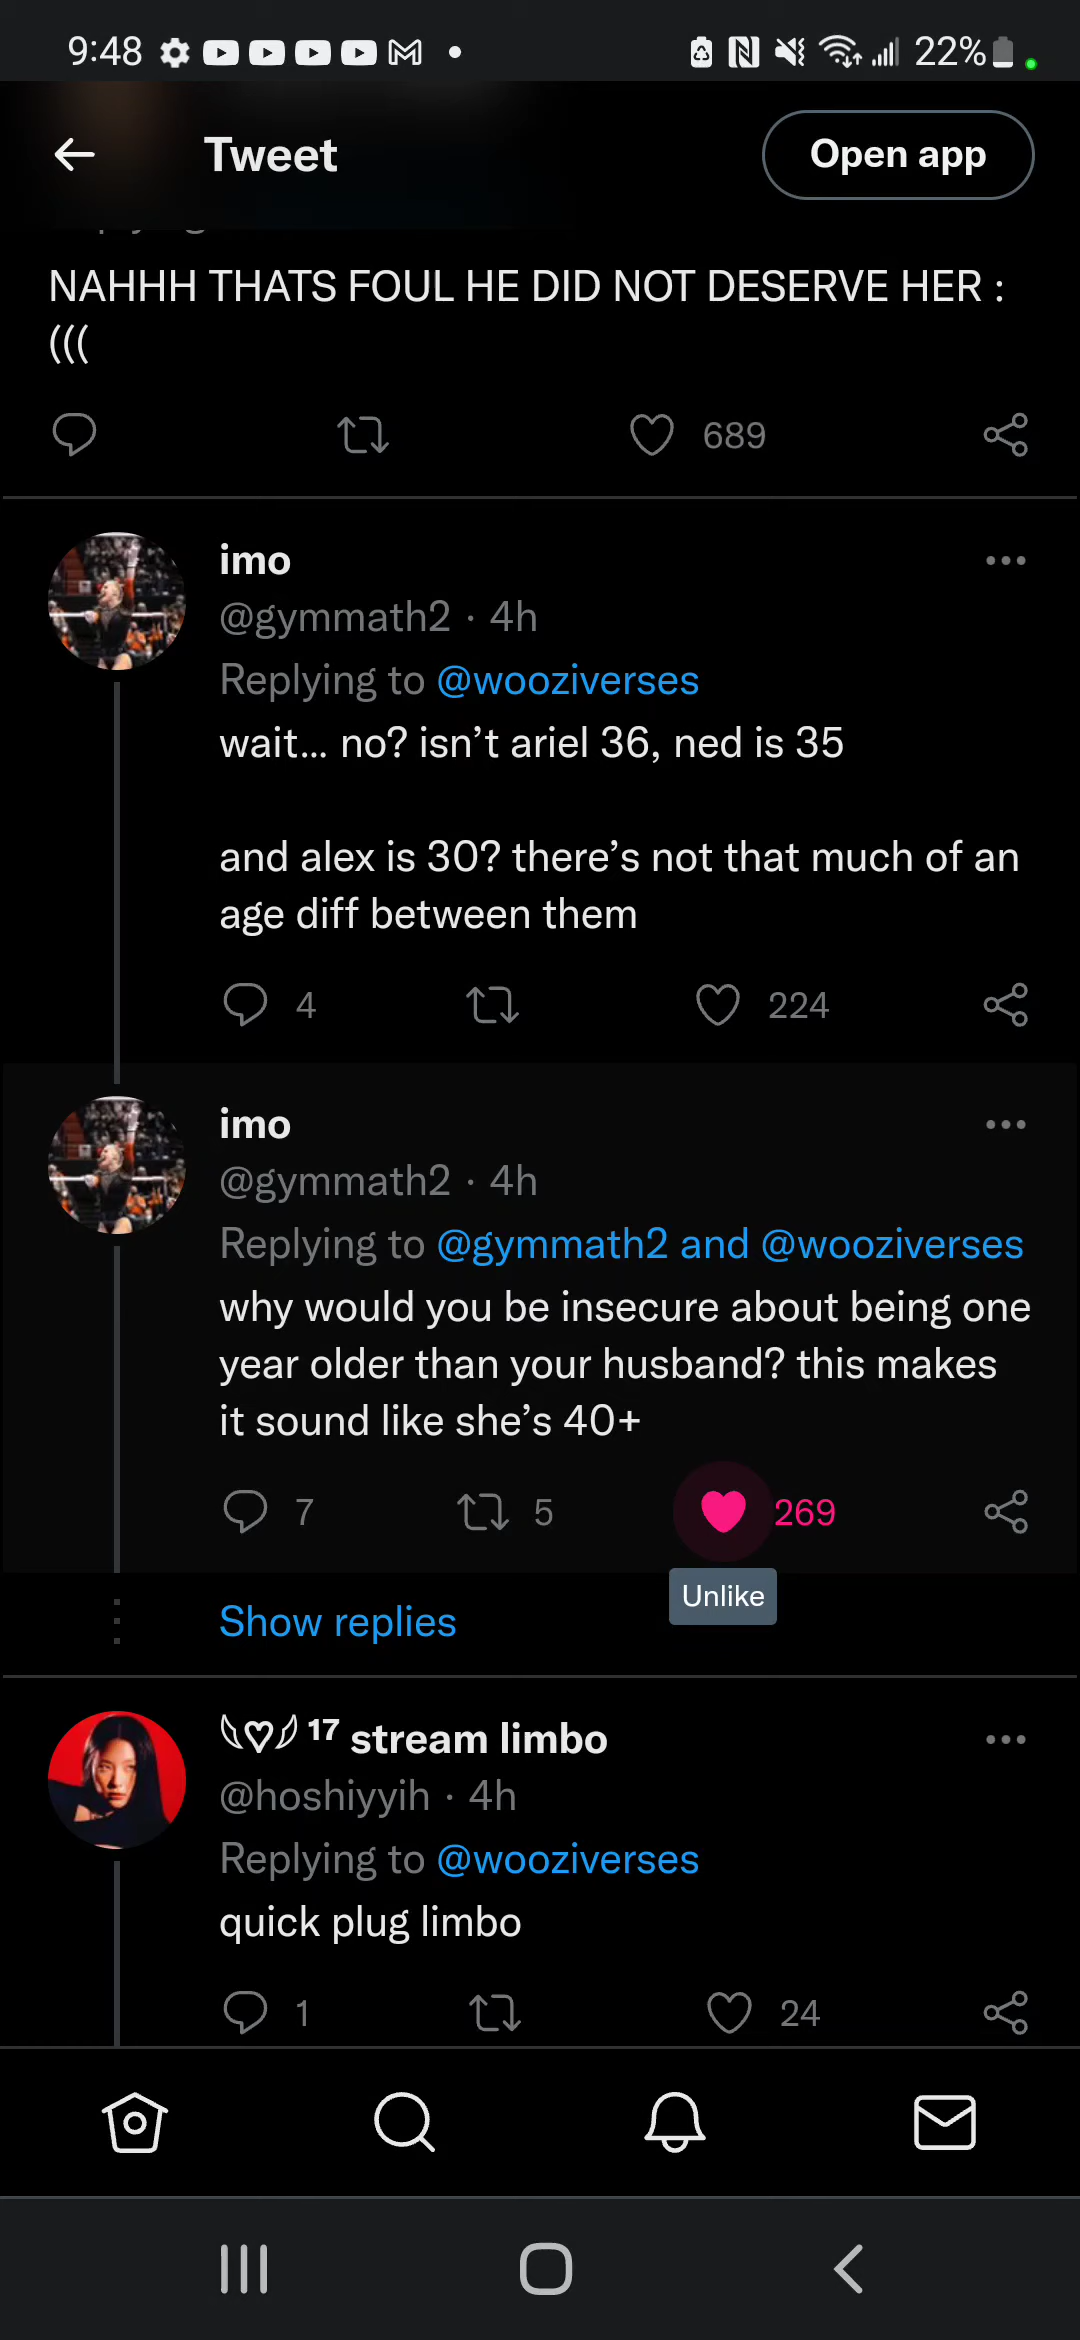 9:48
22%
Tweet
Open app
NAHHH THATS FOUL HE DID NOT DESERVE HER :
(((
689
imo
@gymmath2 · 4h
Replying to @wooziverses
wait... no? isn’t ariel 36, ned is 35
and alex is 30? there’s not that much of an
age diff between them
4
224
imo
@gymmath2 · 4h
Replying to @gymmath2 and @wooziverses
why would you be insecure about being one
year older than your husband? this makes
it sound like she’s 40+
7
5
269
Unlike
Show replies
17 stream limbo
@hoshiyyih · 4h
Replying to @wooziverses
quick plug limbo
1
24